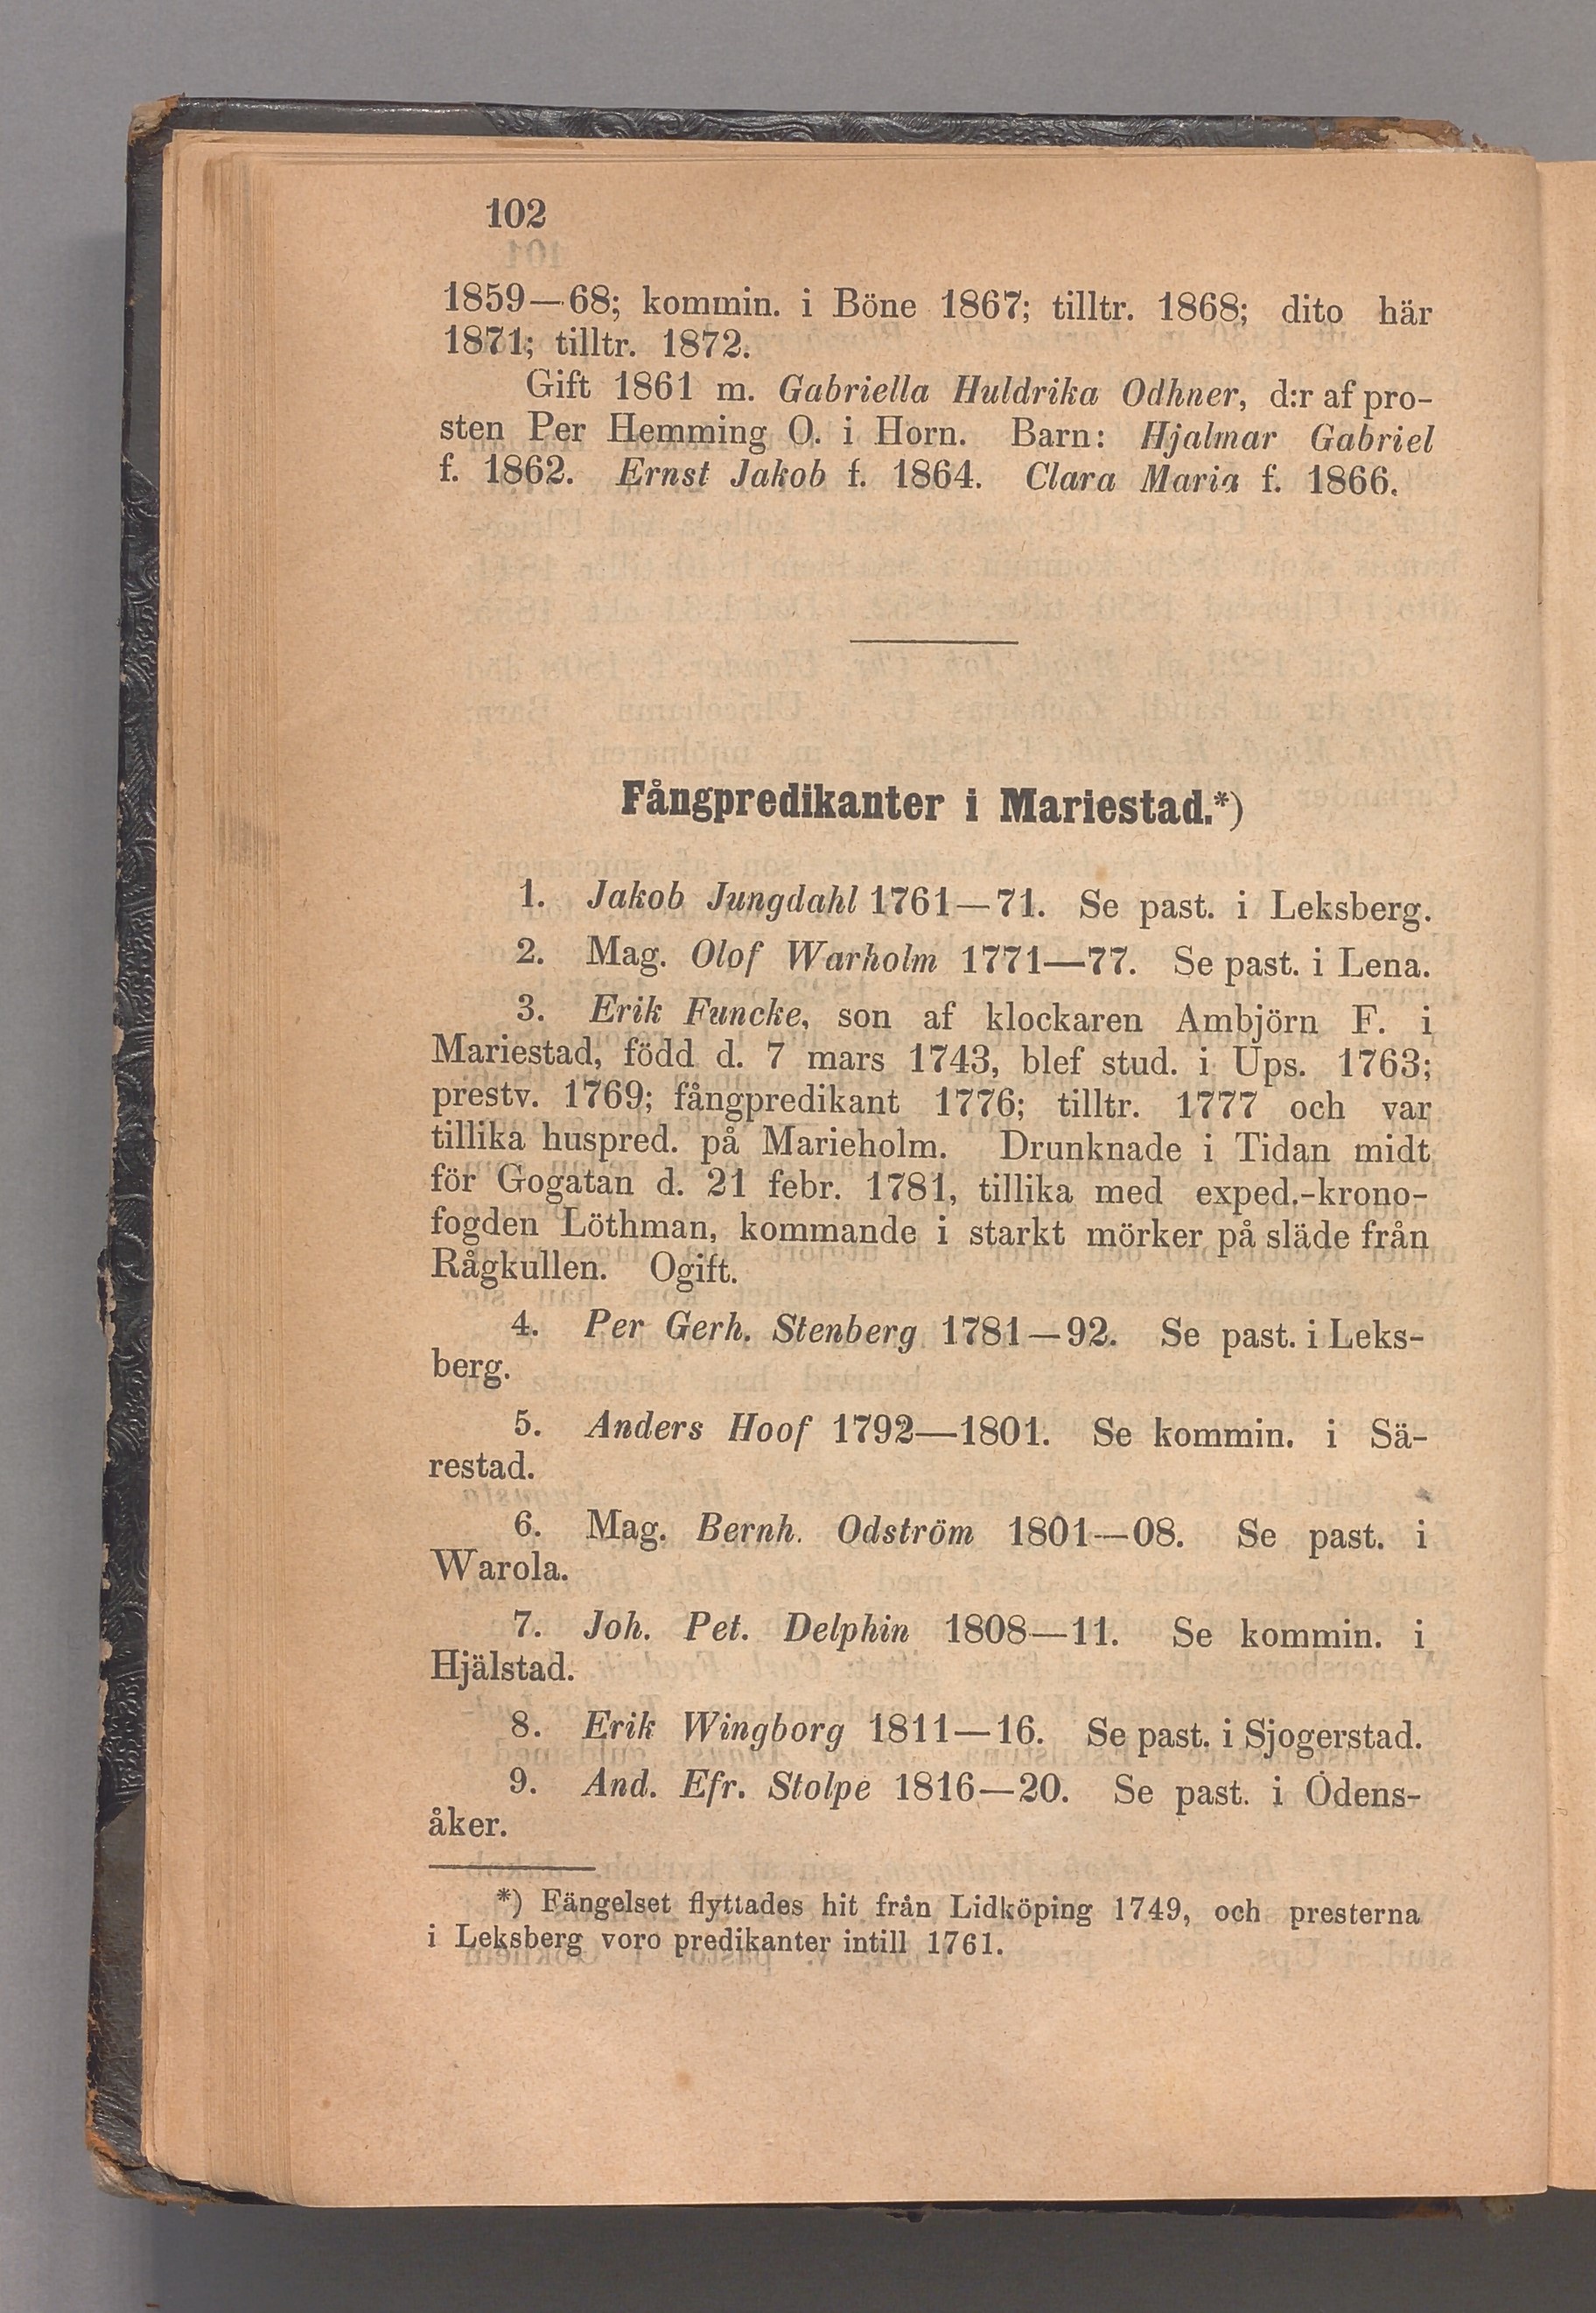 102
1859—68; kommin. i Böne 1867; tilltr. 1868; dito här
1871; tilltr. 1872.
Gift 1861 m. Gabriella Huldrika Odhner, d:r af pro-
sten Per Hemming O. i Horn. Barn: Hjalmar Gabriel
f. 1862. Ernst Jakob f. 1864. Clara Maria f. 1866.
Fångpredikanter i Mariestad.*)
1. Jakob Jungdahl 1761—71. Se past. i Leksberg.
2. Mag. Olof Warholm 1771—77. Se past. i Lena.
3. Erik Funcke, son af klockaren Ambjörn F. i
Mariestad, född d. 7 mars 1743, blef stud. i Ups. 1763;
prestv. 1769; fångpredikant 1776; tilltr. 1777 och var
tillika huspred. på Marieholm. Drunknade i Tidan midt
för Gogatan d. 21 febr. 1781, tillika med exped.-krono-
fogden Löthman, kommande i starkt mörker på släde från
Rågkullen. Ogift.
4. Per Gerh. Stenberg 1781—92. Se past. i Leks-
berg.
5. Anders Hoof 1792—1801. Se kommin. i Sä-
restad.
6. Mag. Bernh. Odström 1801—08. Se past. i
Warola.
7. Joh. Pet. Delphin 1808—11. Se kommin. i
Hjälstad.
8. Erik Wingborg 1811—16. Se past. i Sjogerstad.
9. And. Efr. Stolpe 1816—20. Se past. i Odens-
åker.
*) Fängelset flyttades hit från Lidköping 1749, och presterna
i Leksberg voro predikanter intill 1761.